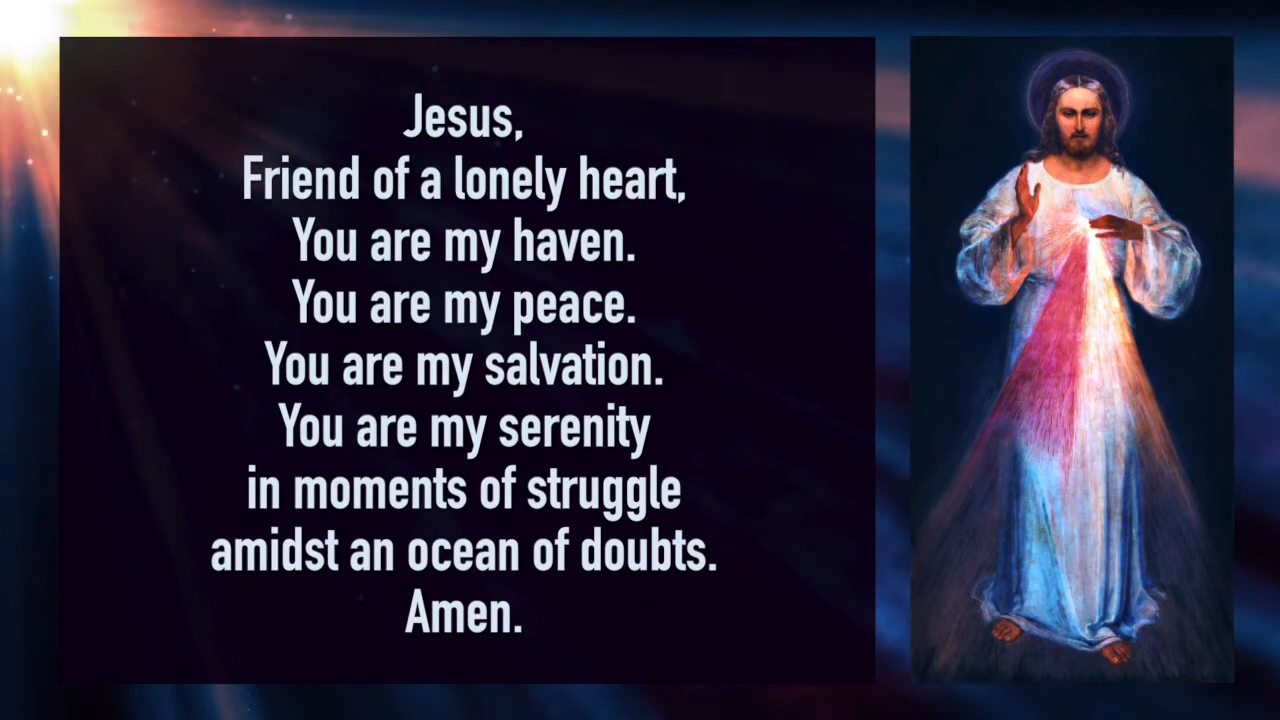 Jesus,
Friend of a lonely heart,
You are my haven.
You are my peace.
You are my salvation.
You are my serenity
in moments of struggle
amidst an ocean of doubts.
Amen.